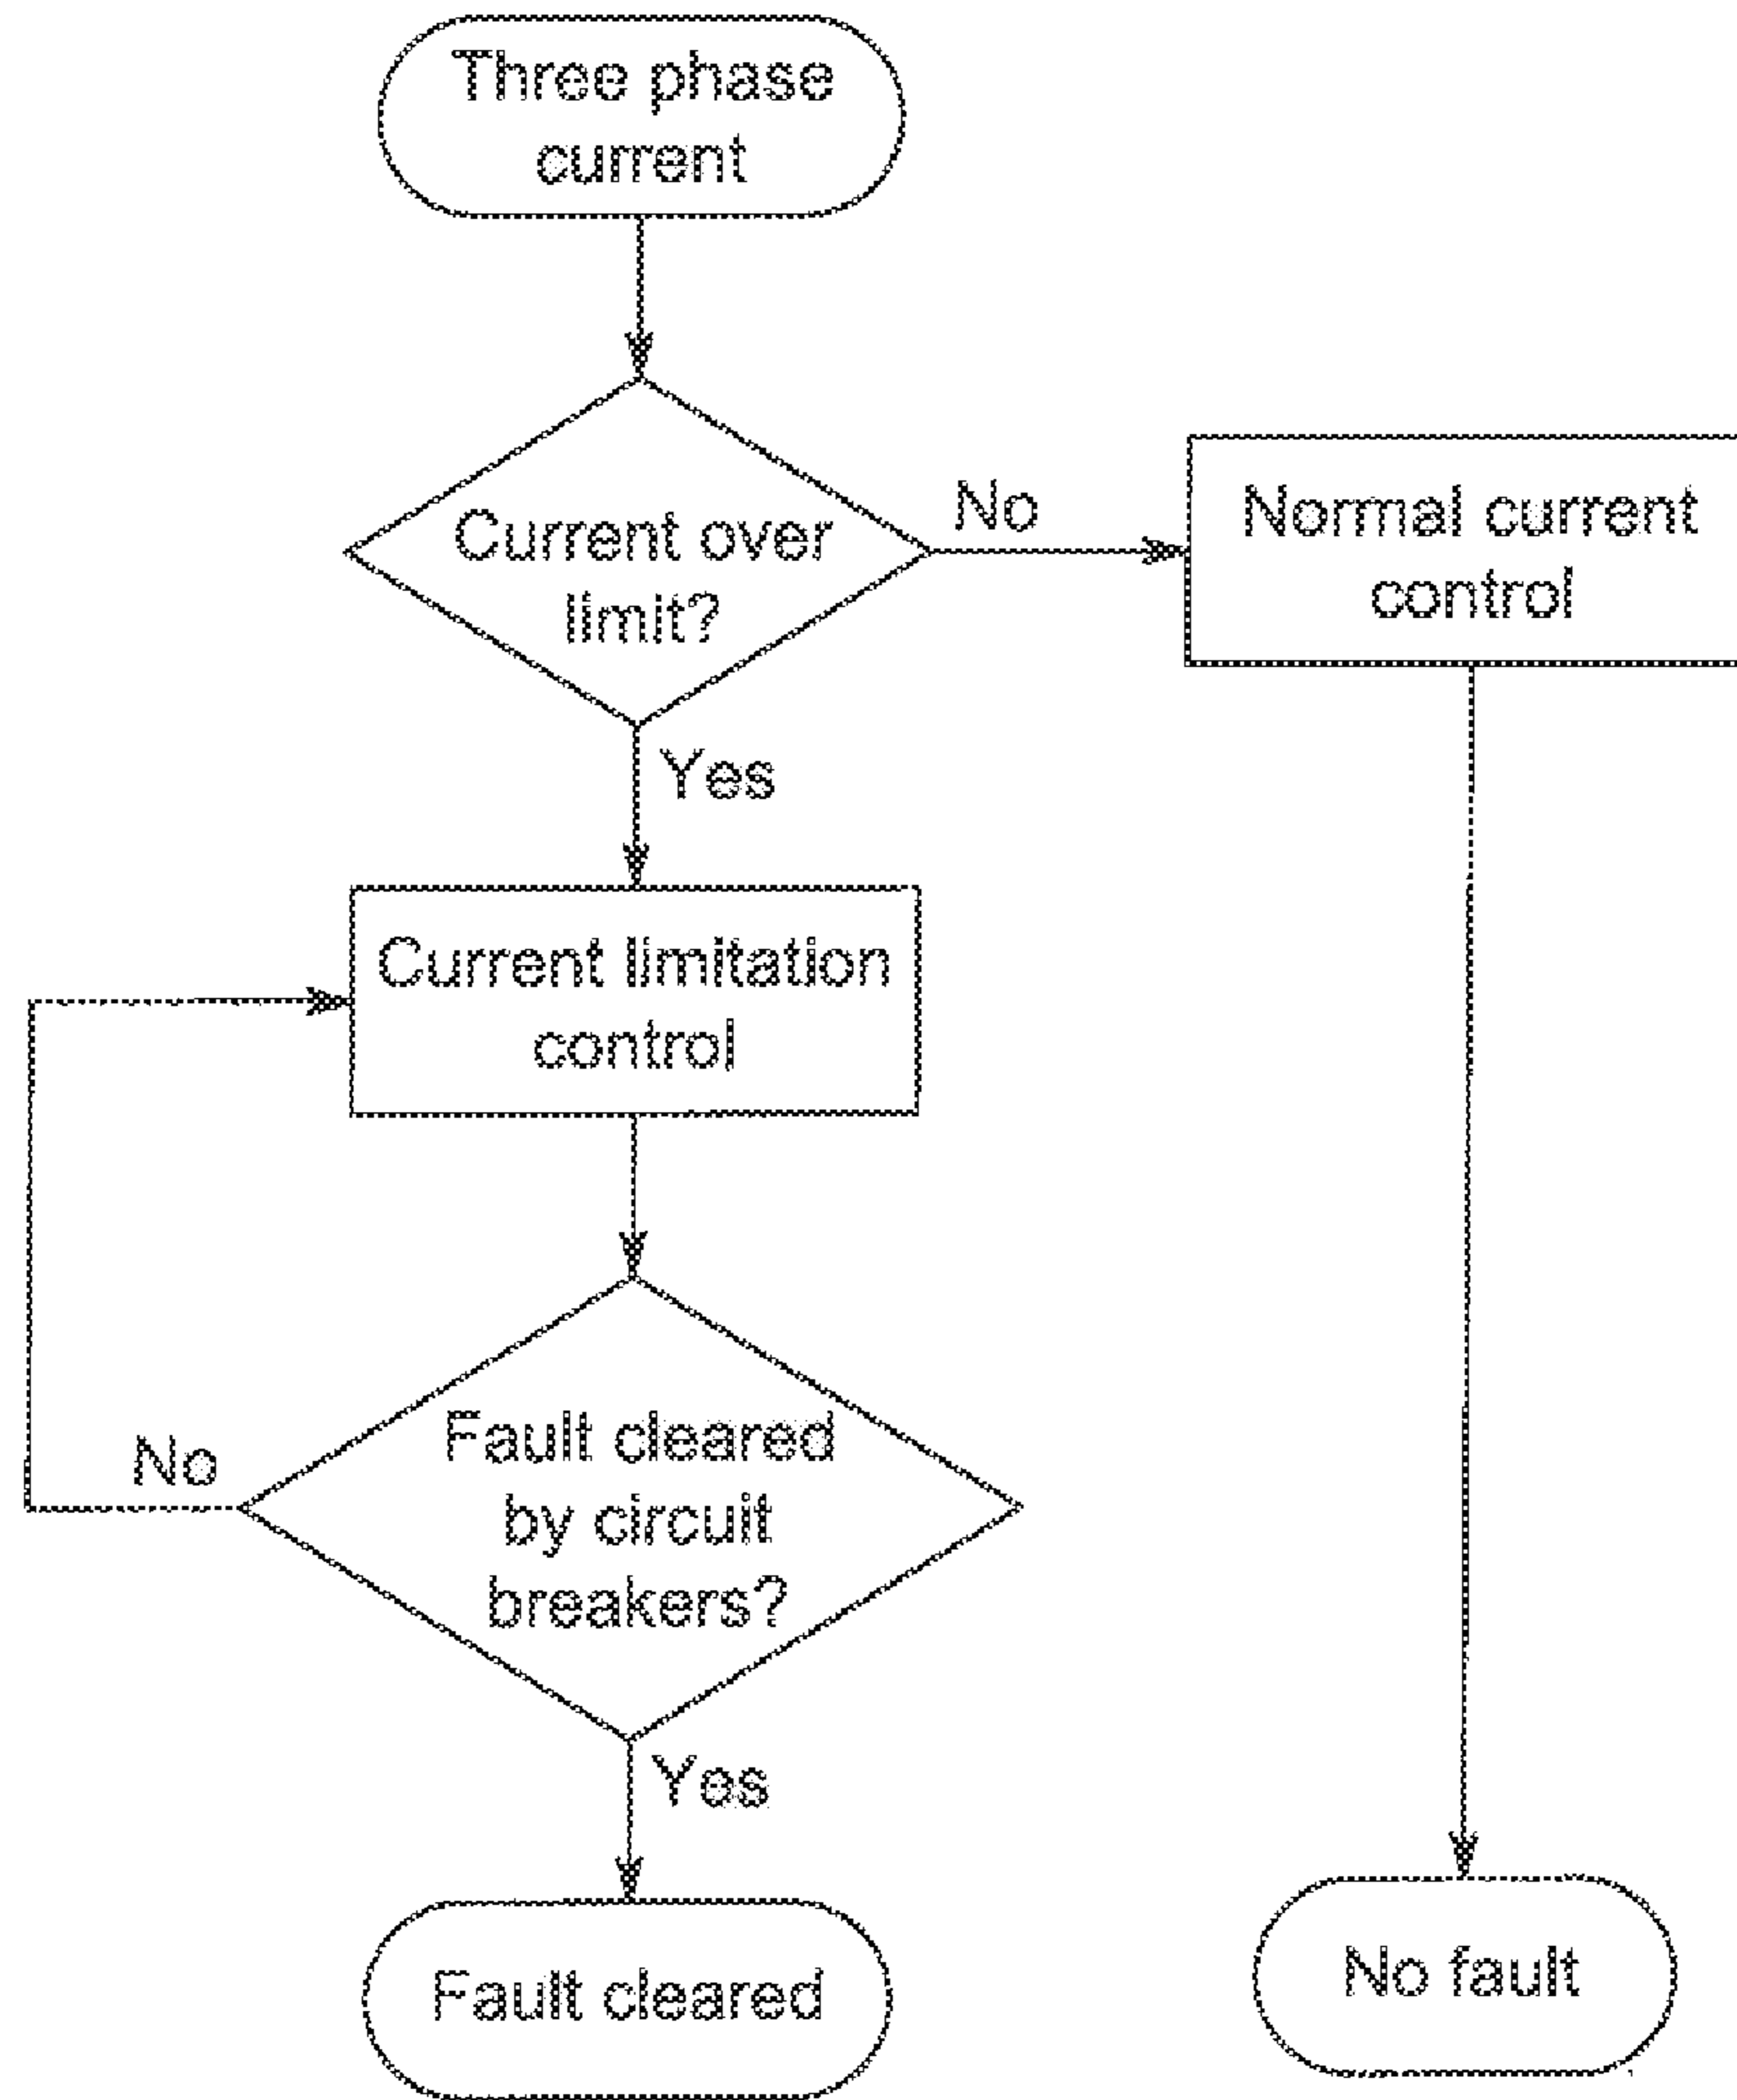 Three phase
current
Current over
limit?
No
Normal current
control
Yes
Current limitation
control
Fault cleared
by circuit
breakers?
No
Yes
Fault cleared
No fault